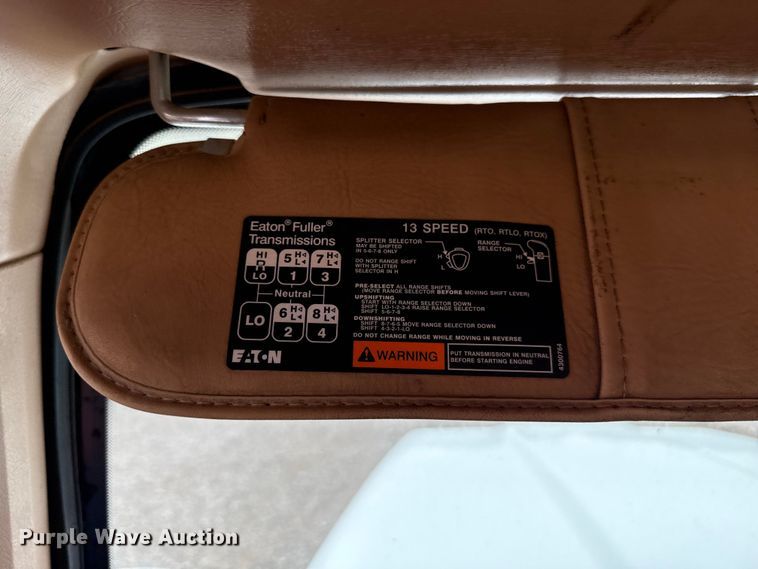 Eaton® Fuller®
Transmissions
HI
R
LO
5 H
L
1
7 H
L
3
Neutral
LO
6 H
L
2
8 H
L
4
EATON
13 SPEED (RTO, RTLO, RTOX)
SPLITTER SELECTOR
MAY BE SHIFTED
IN 5-6-7-8 ONLY
DO NOT RANGE SHIFT
WITH SPLITTER
SELECTOR IN H
H
L
RANGE
SELECTOR
HI
LO
PRE-SELECT ALL RANGE SHIFTS
(MOVE RANGE SELECTOR BEFORE MOVING SHIFT LEVER)
UPSHIFTING
START WITH RANGE SELECTOR DOWN
SHIFT LO-1-2-3-4 RAISE RANGE SELECTOR
SHIFT 5-6-7-8
DOWNSHIFTING
SHIFT 8-7-6-5 MOVE RANGE SELECTOR DOWN
SHIFT 4-3-2-1-LO
DO NOT CHANGE RANGE WHILE MOVING IN REVERSE
WARNING
PUT TRANSMISSION IN NEUTRAL
BEFORE STARTING ENGINE
4300764
Purple Wave Auction